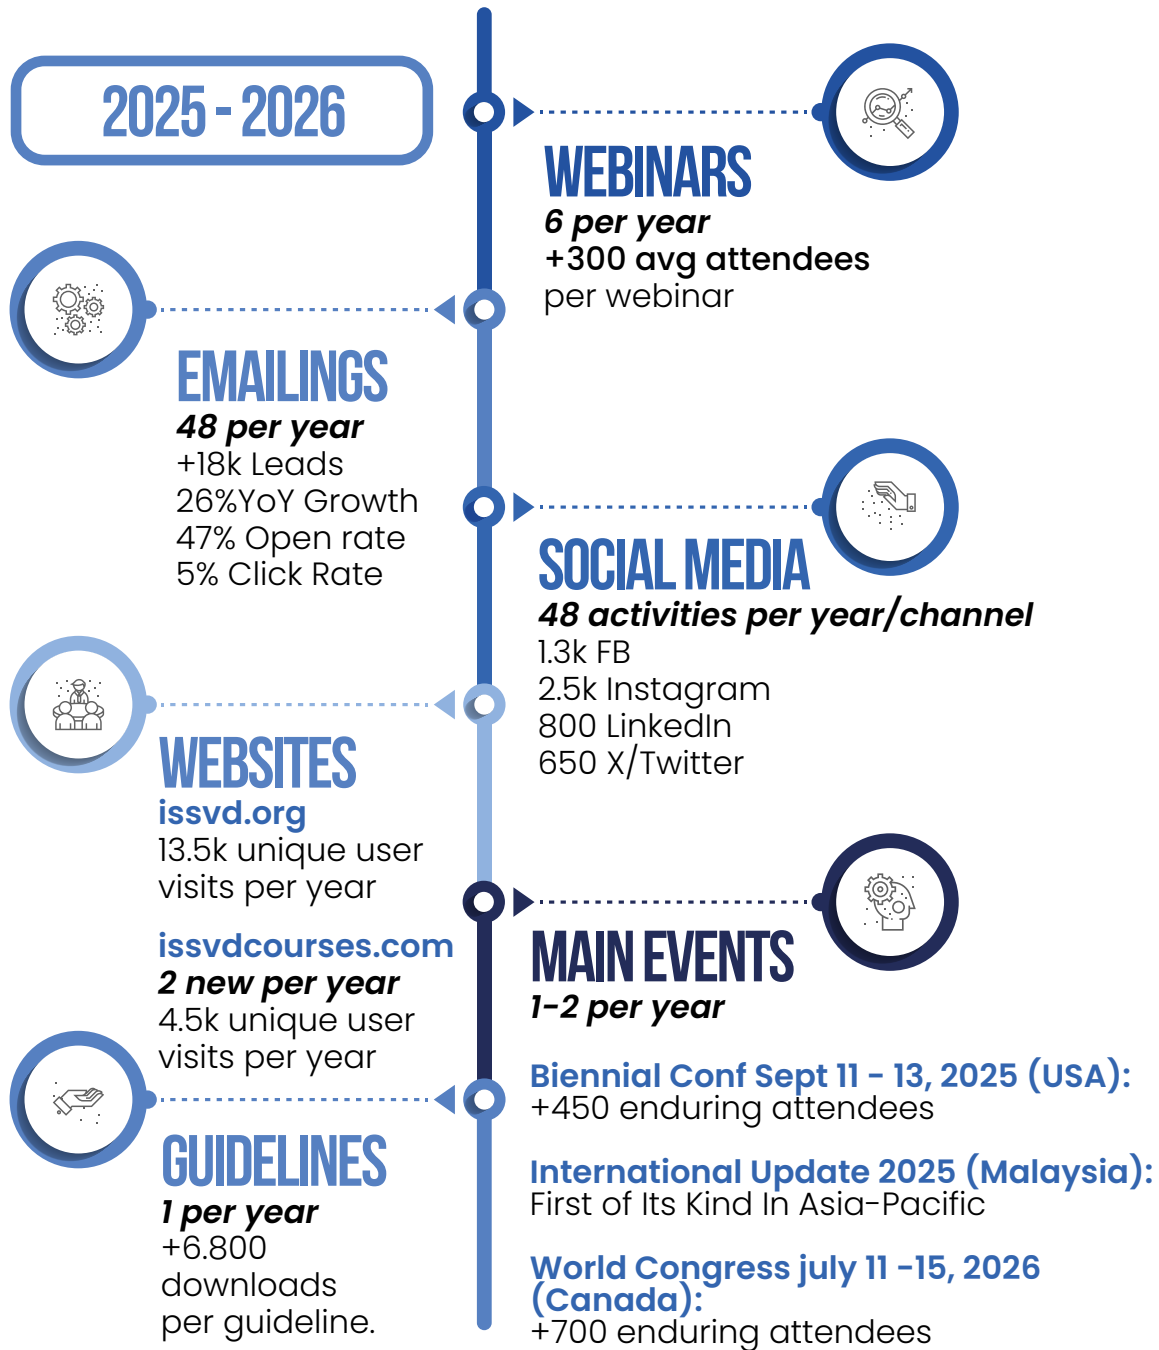 2025 - 2026
WEBINARS
6 per year
+300 avg attendees
per webinar
EMAILINGS
48 per year
+18k Leads
26%YoY Growth
47% Open rate
5% Click Rate
SOCIAL MEDIA
48 activities per year/channel
1.3k FB
2.5k Instagram
800 LinkedIn
650 X/Twitter
WEBSITES
issvd.org
13.5k unique user
visits per year
issvdcourses.com
2 new per year
4.5k unique user
visits per year
MAIN EVENTS
1-2 per year
Biennial Conf Sept 11 - 13, 2025 (USA):
+450 enduring attendees
International Update 2025 (Malaysia):
First of Its Kind In Asia-Pacific
World Congress july 11 -15, 2026
(Canada):
+700 enduring attendees
GUIDELINES
1 per year
+6.800
downloads
per guideline.